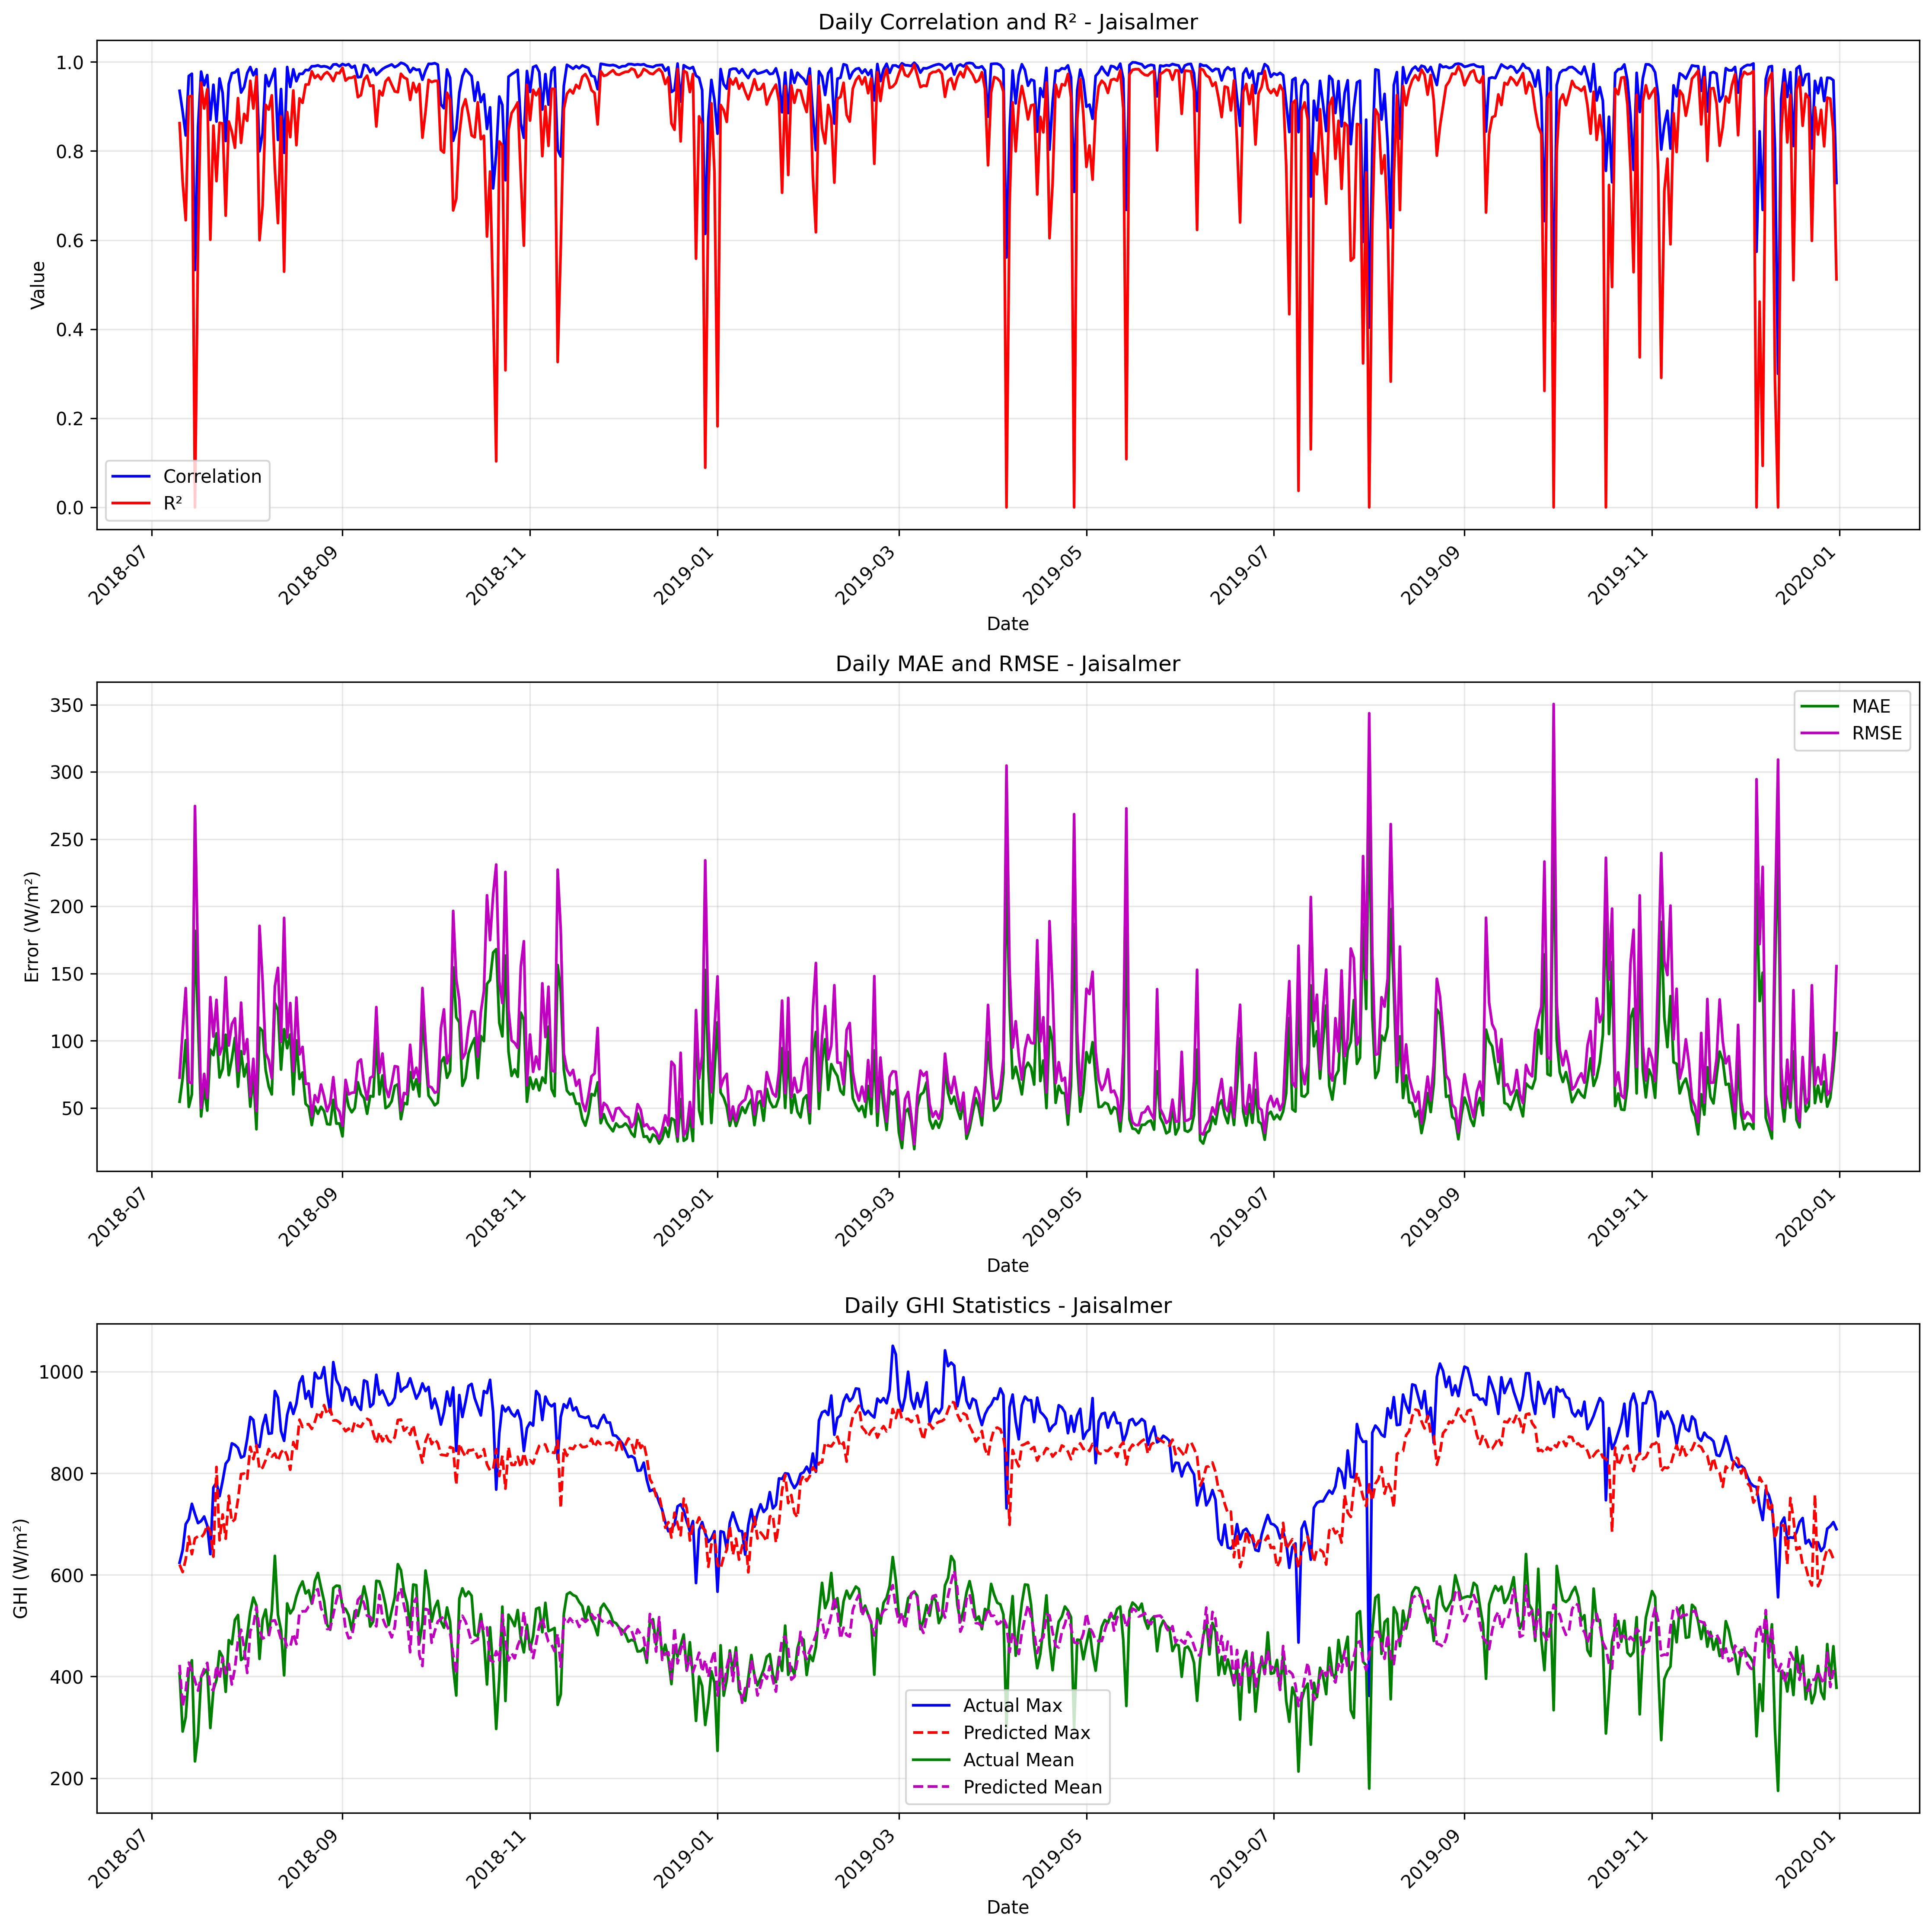 Daily Correlation and R² - Jaisalmer
1.0
0.8
0.6
0.4
0.2
0.0
Value
Correlation
R²
2018-07
2018-09
2018-11
2019-01
2019-03
2019-05
2019-07
2019-09
2019-11
2020-01
Date
Daily MAE and RMSE - Jaisalmer
350
300
250
200
150
100
50
Error (W/m²)
MAE
RMSE
2018-07
2018-09
2018-11
2019-01
2019-03
2019-05
2019-07
2019-09
2019-11
2020-01
Date
Daily GHI Statistics - Jaisalmer
1000
800
600
400
200
GHI (W/m²)
Actual Max
Predicted Max
Actual Mean
Predicted Mean
2018-07
2018-09
2018-11
2019-01
2019-03
2019-05
2019-07
2019-09
2019-11
2020-01
Date